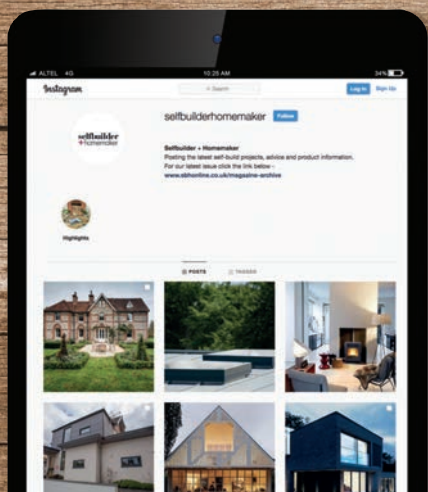 ALTEL 4G 10:25 AM 34%
Instagram Search Log In Sign Up
selfbuilderhomemaker Follow
selfbuilder
+homemaker
Selfbuilder + Homemaker
Posting the latest self-build projects, advice and product information.
For our latest issue click the link below -
www.sbhonline.co.uk/magazine-archive
Highlights
POSTS TAGGED